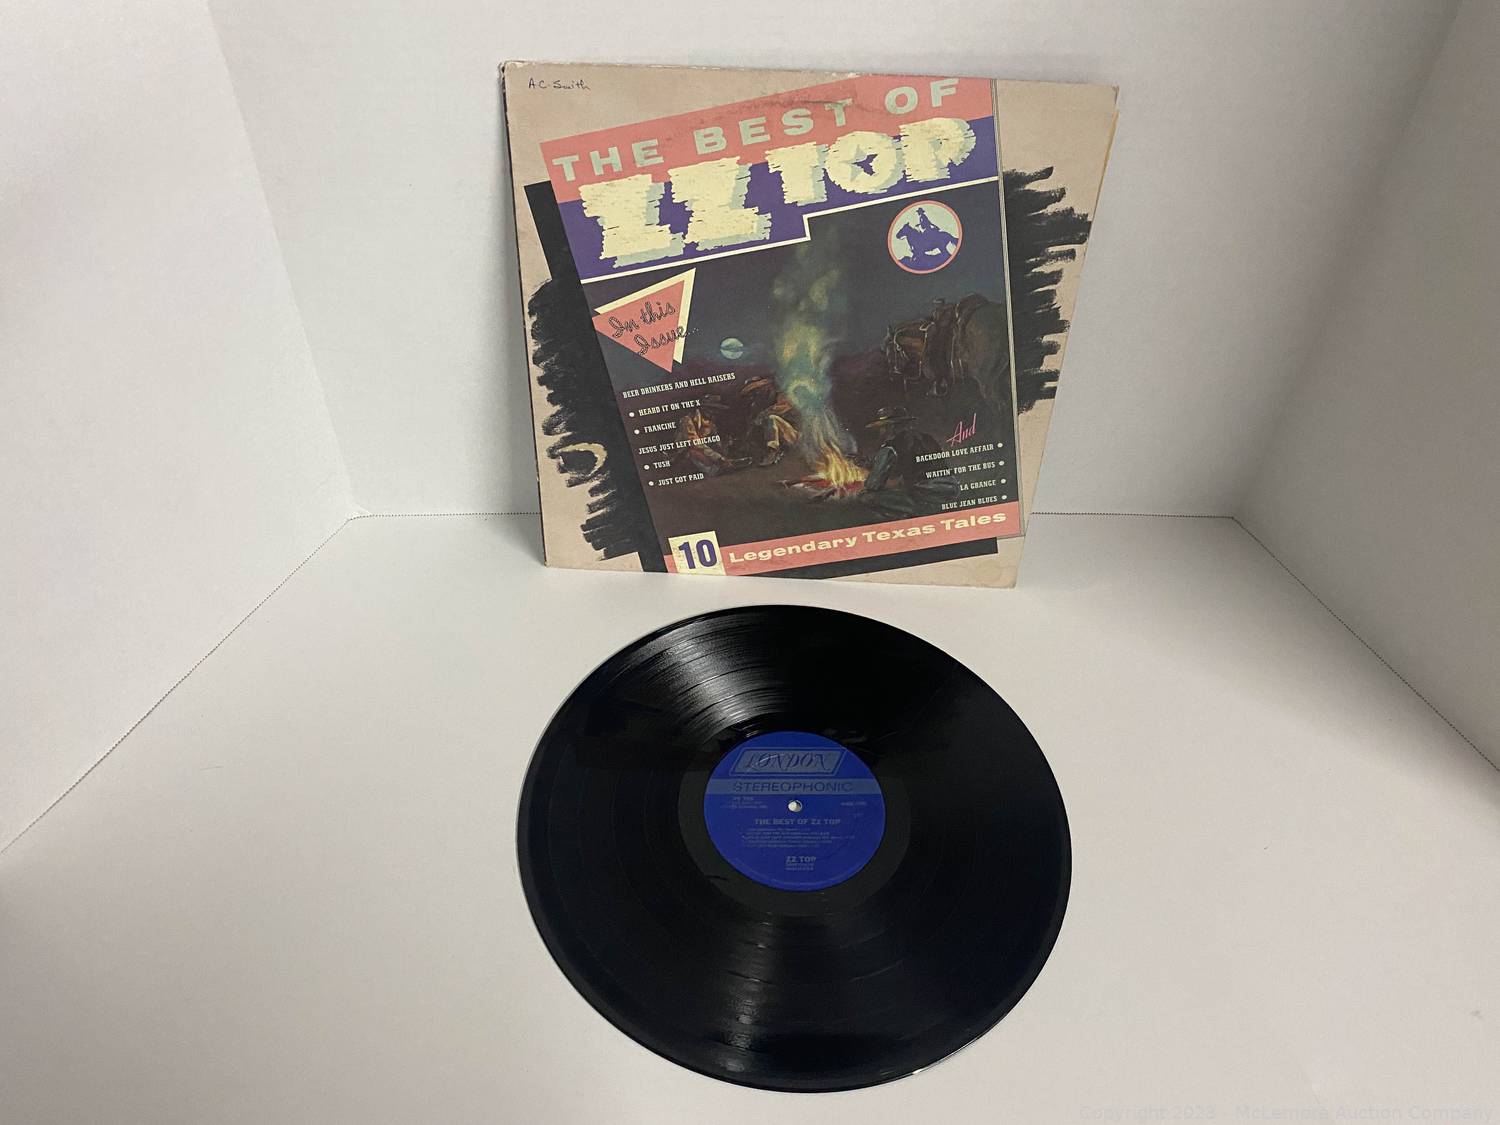 A.C. Smith
THE BEST OF
ZZ TOP
In this
Issue...
BEER DRINKERS AND HELL RAISERS
HEARD IT ON THE X
FRANCINE
JESUS JUST LEFT CHICAGO
TUSH
JUST GOT PAID
And
BACKDOOR LOVE AFFAIR
WAITIN' FOR THE BUS
LA GRANGE
BLUE JEAN BLUES
10 Legendary Texas Tales
LONDON
STEREOPHONIC
THE BEST OF ZZ TOP
ZZ TOP
Copyright 2023 - McLemore Auction Company